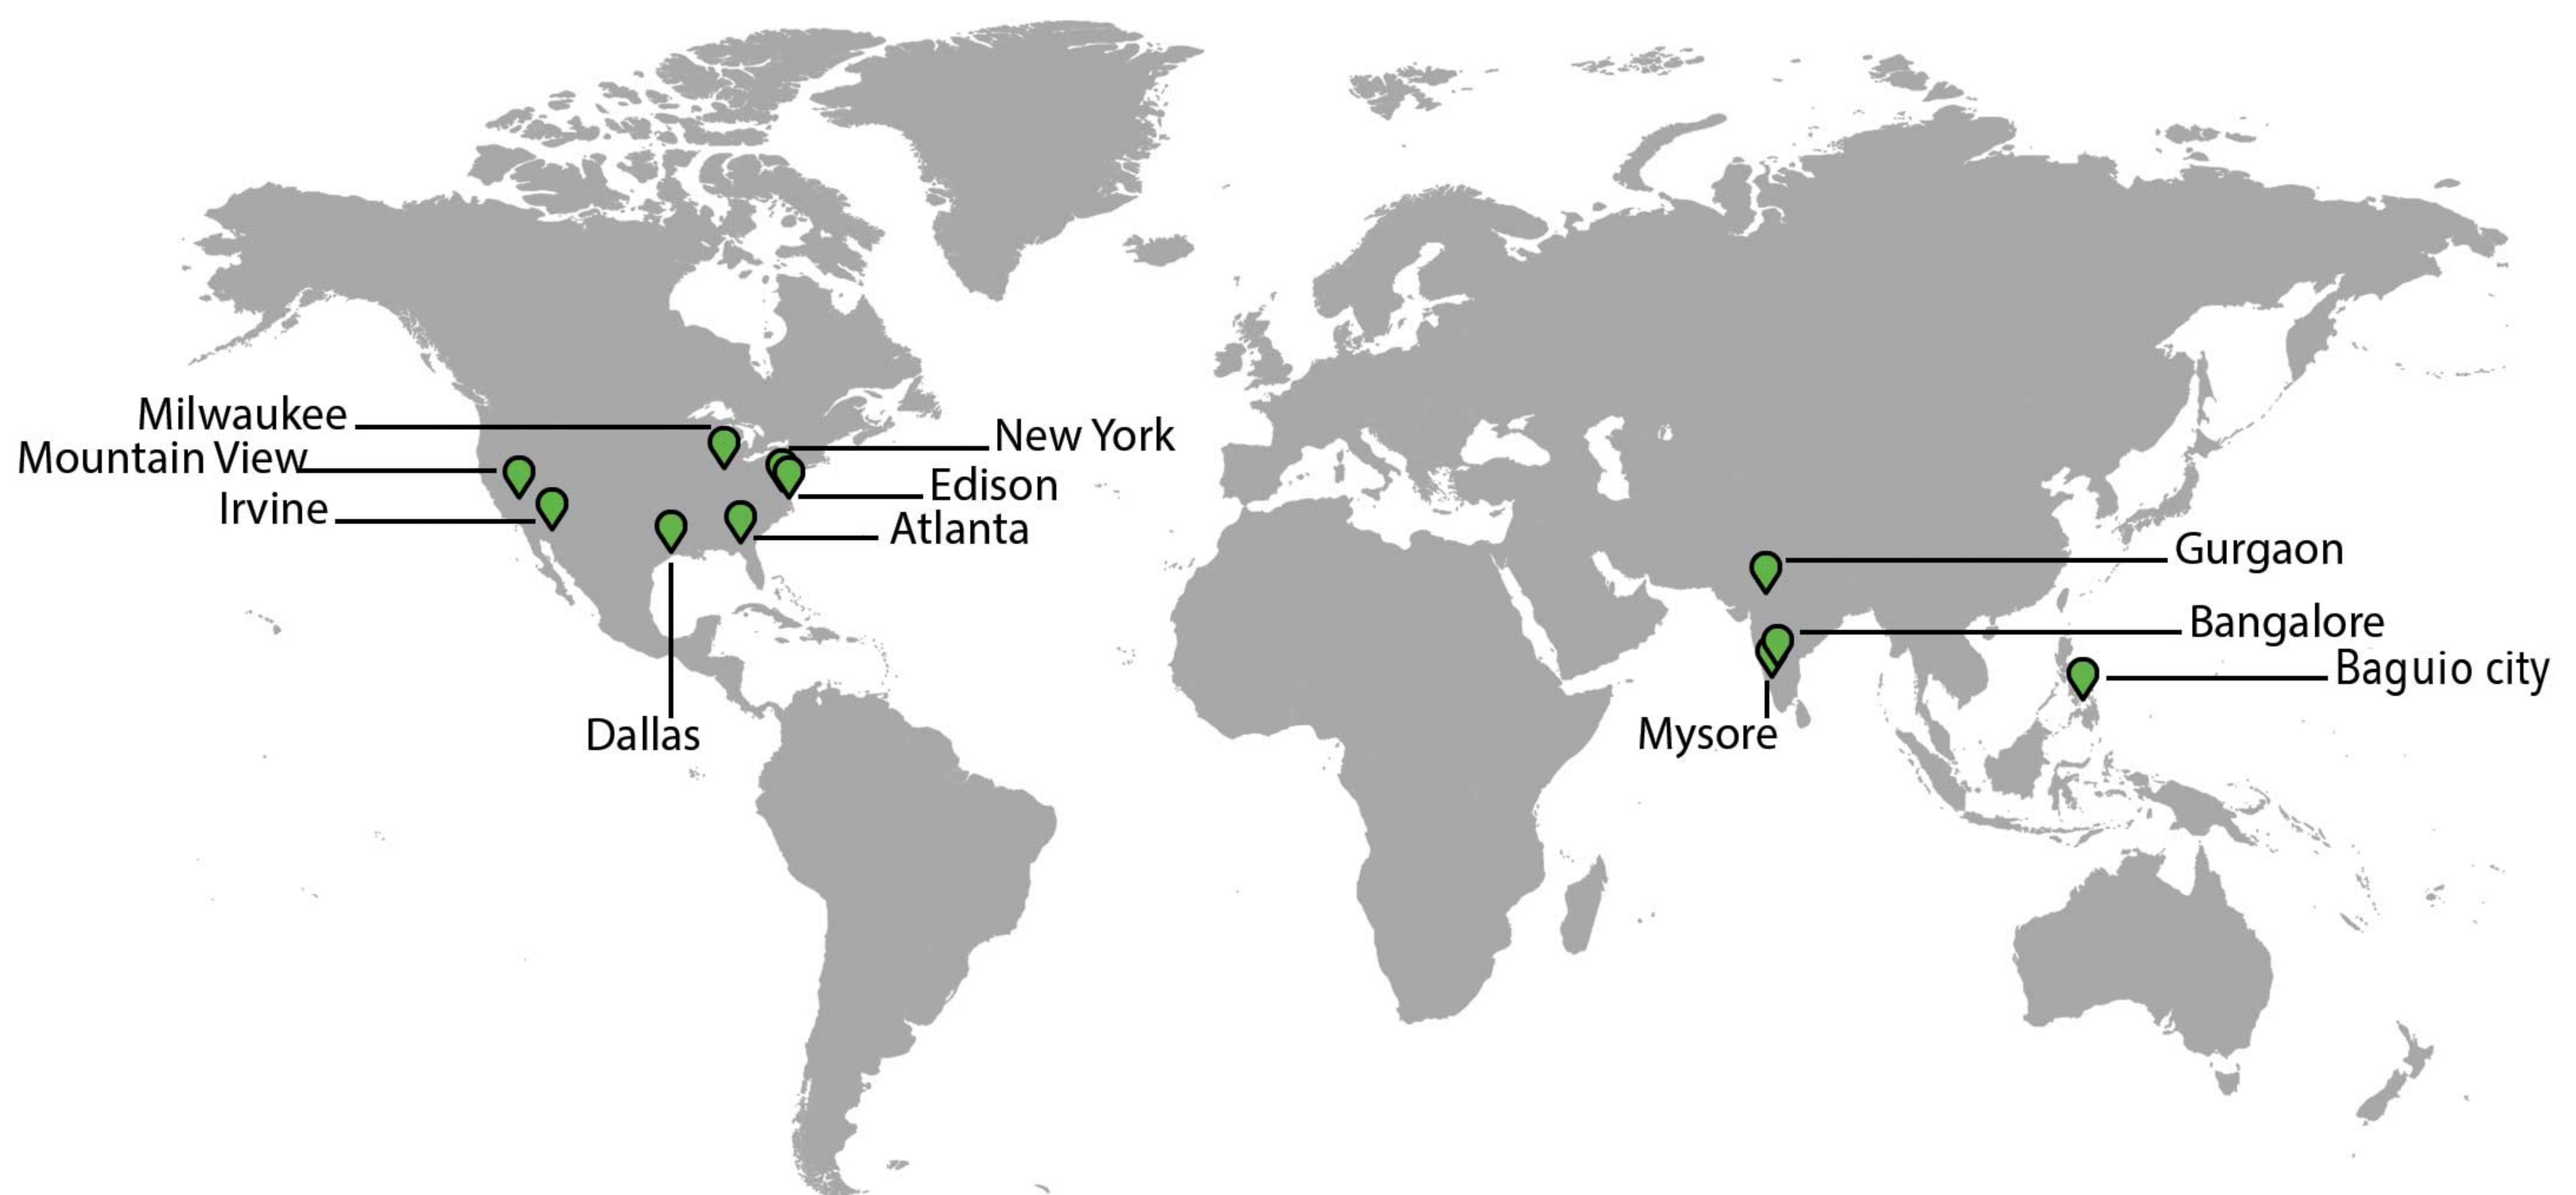 Milwaukee
Mountain View
Irvine
New York
Edison
Atlanta
Dallas
Gurgaon
Bangalore
Baguio city
Mysore